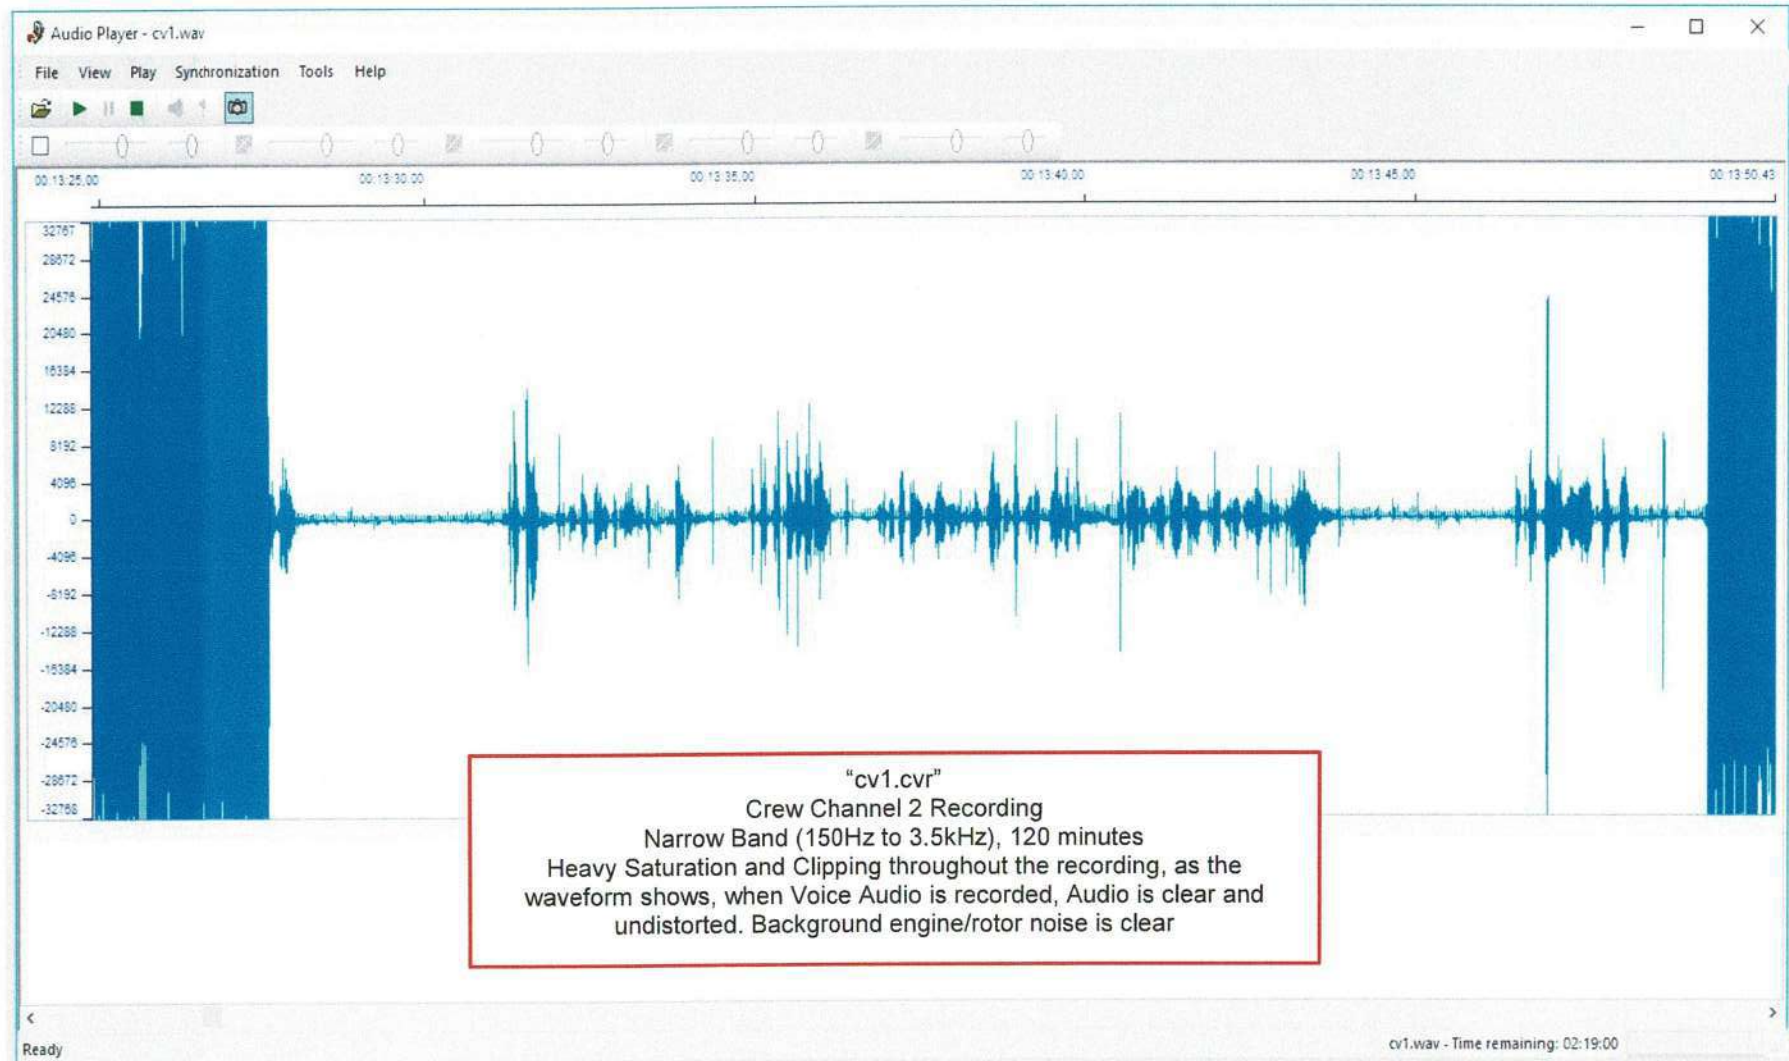 Audio Player - cv1.wav
File View Play Synchronization Tools Help
00:13:25.00 00:13:30.00 00:13:35.00 00:13:40.00 00:13:45.00 00:13:50.43
32767
28672
24576
20480
16384
12288
8192
4096
0
-4096
-8192
-12288
-16384
-20480
-24576
-28672
-32768
“cv1.cvr”
Crew Channel 2 Recording
Narrow Band (150Hz to 3.5kHz), 120 minutes
Heavy Saturation and Clipping throughout the recording, as the
waveform shows, when Voice Audio is recorded, Audio is clear and
undistorted. Background engine/rotor noise is clear
Ready cv1.wav - Time remaining: 02:19:00